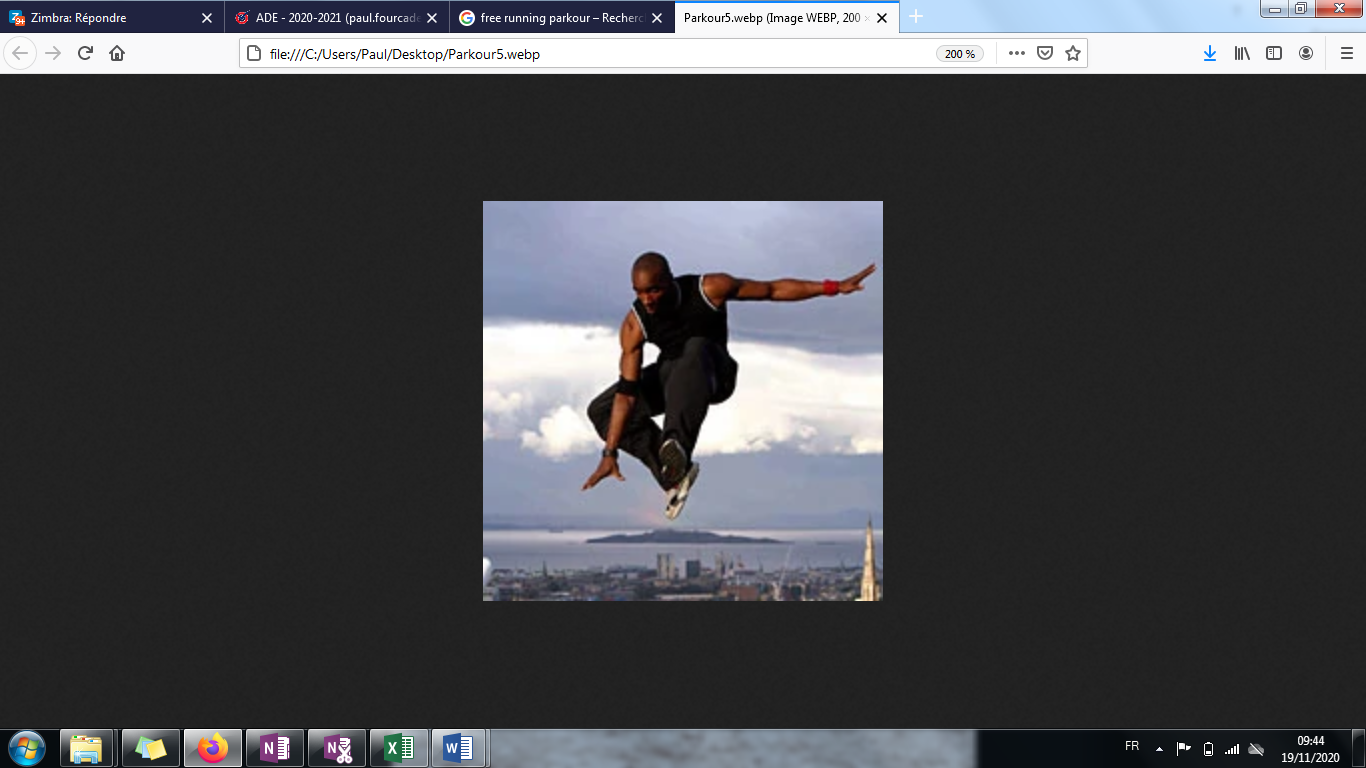 Zimbra: Répondre
ADE - 2020-2021 (paul.fourcade
free running parkour – Recherc
Parkour5.webp (Image WEBP, 200
file:///C:/Users/Paul/Desktop/Parkour5.webp
200 %
FR
09:44
19/11/2020